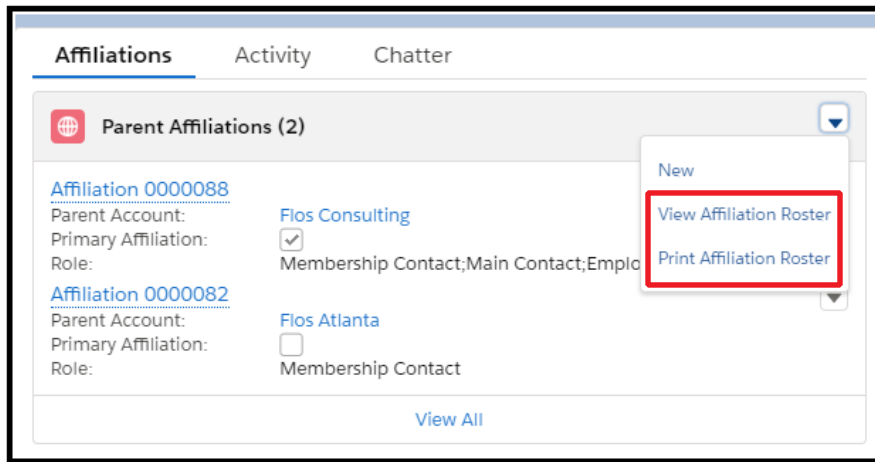 Affiliations Activity Chatter
Parent Affiliations (2)
New
View Affiliation Roster
Print Affiliation Roster
Affiliation 0000088
Parent Account: Flos Consulting
Primary Affiliation:
Role: Membership Contact;Main Contact;Emplo
Affiliation 0000082
Parent Account: Flos Atlanta
Primary Affiliation:
Role: Membership Contact
View All